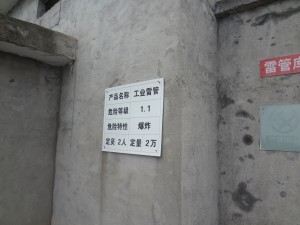 产品名称 工业雷管
危险等级 1.1
危险特性 爆炸
定员 2人 定量 2万
雷管库